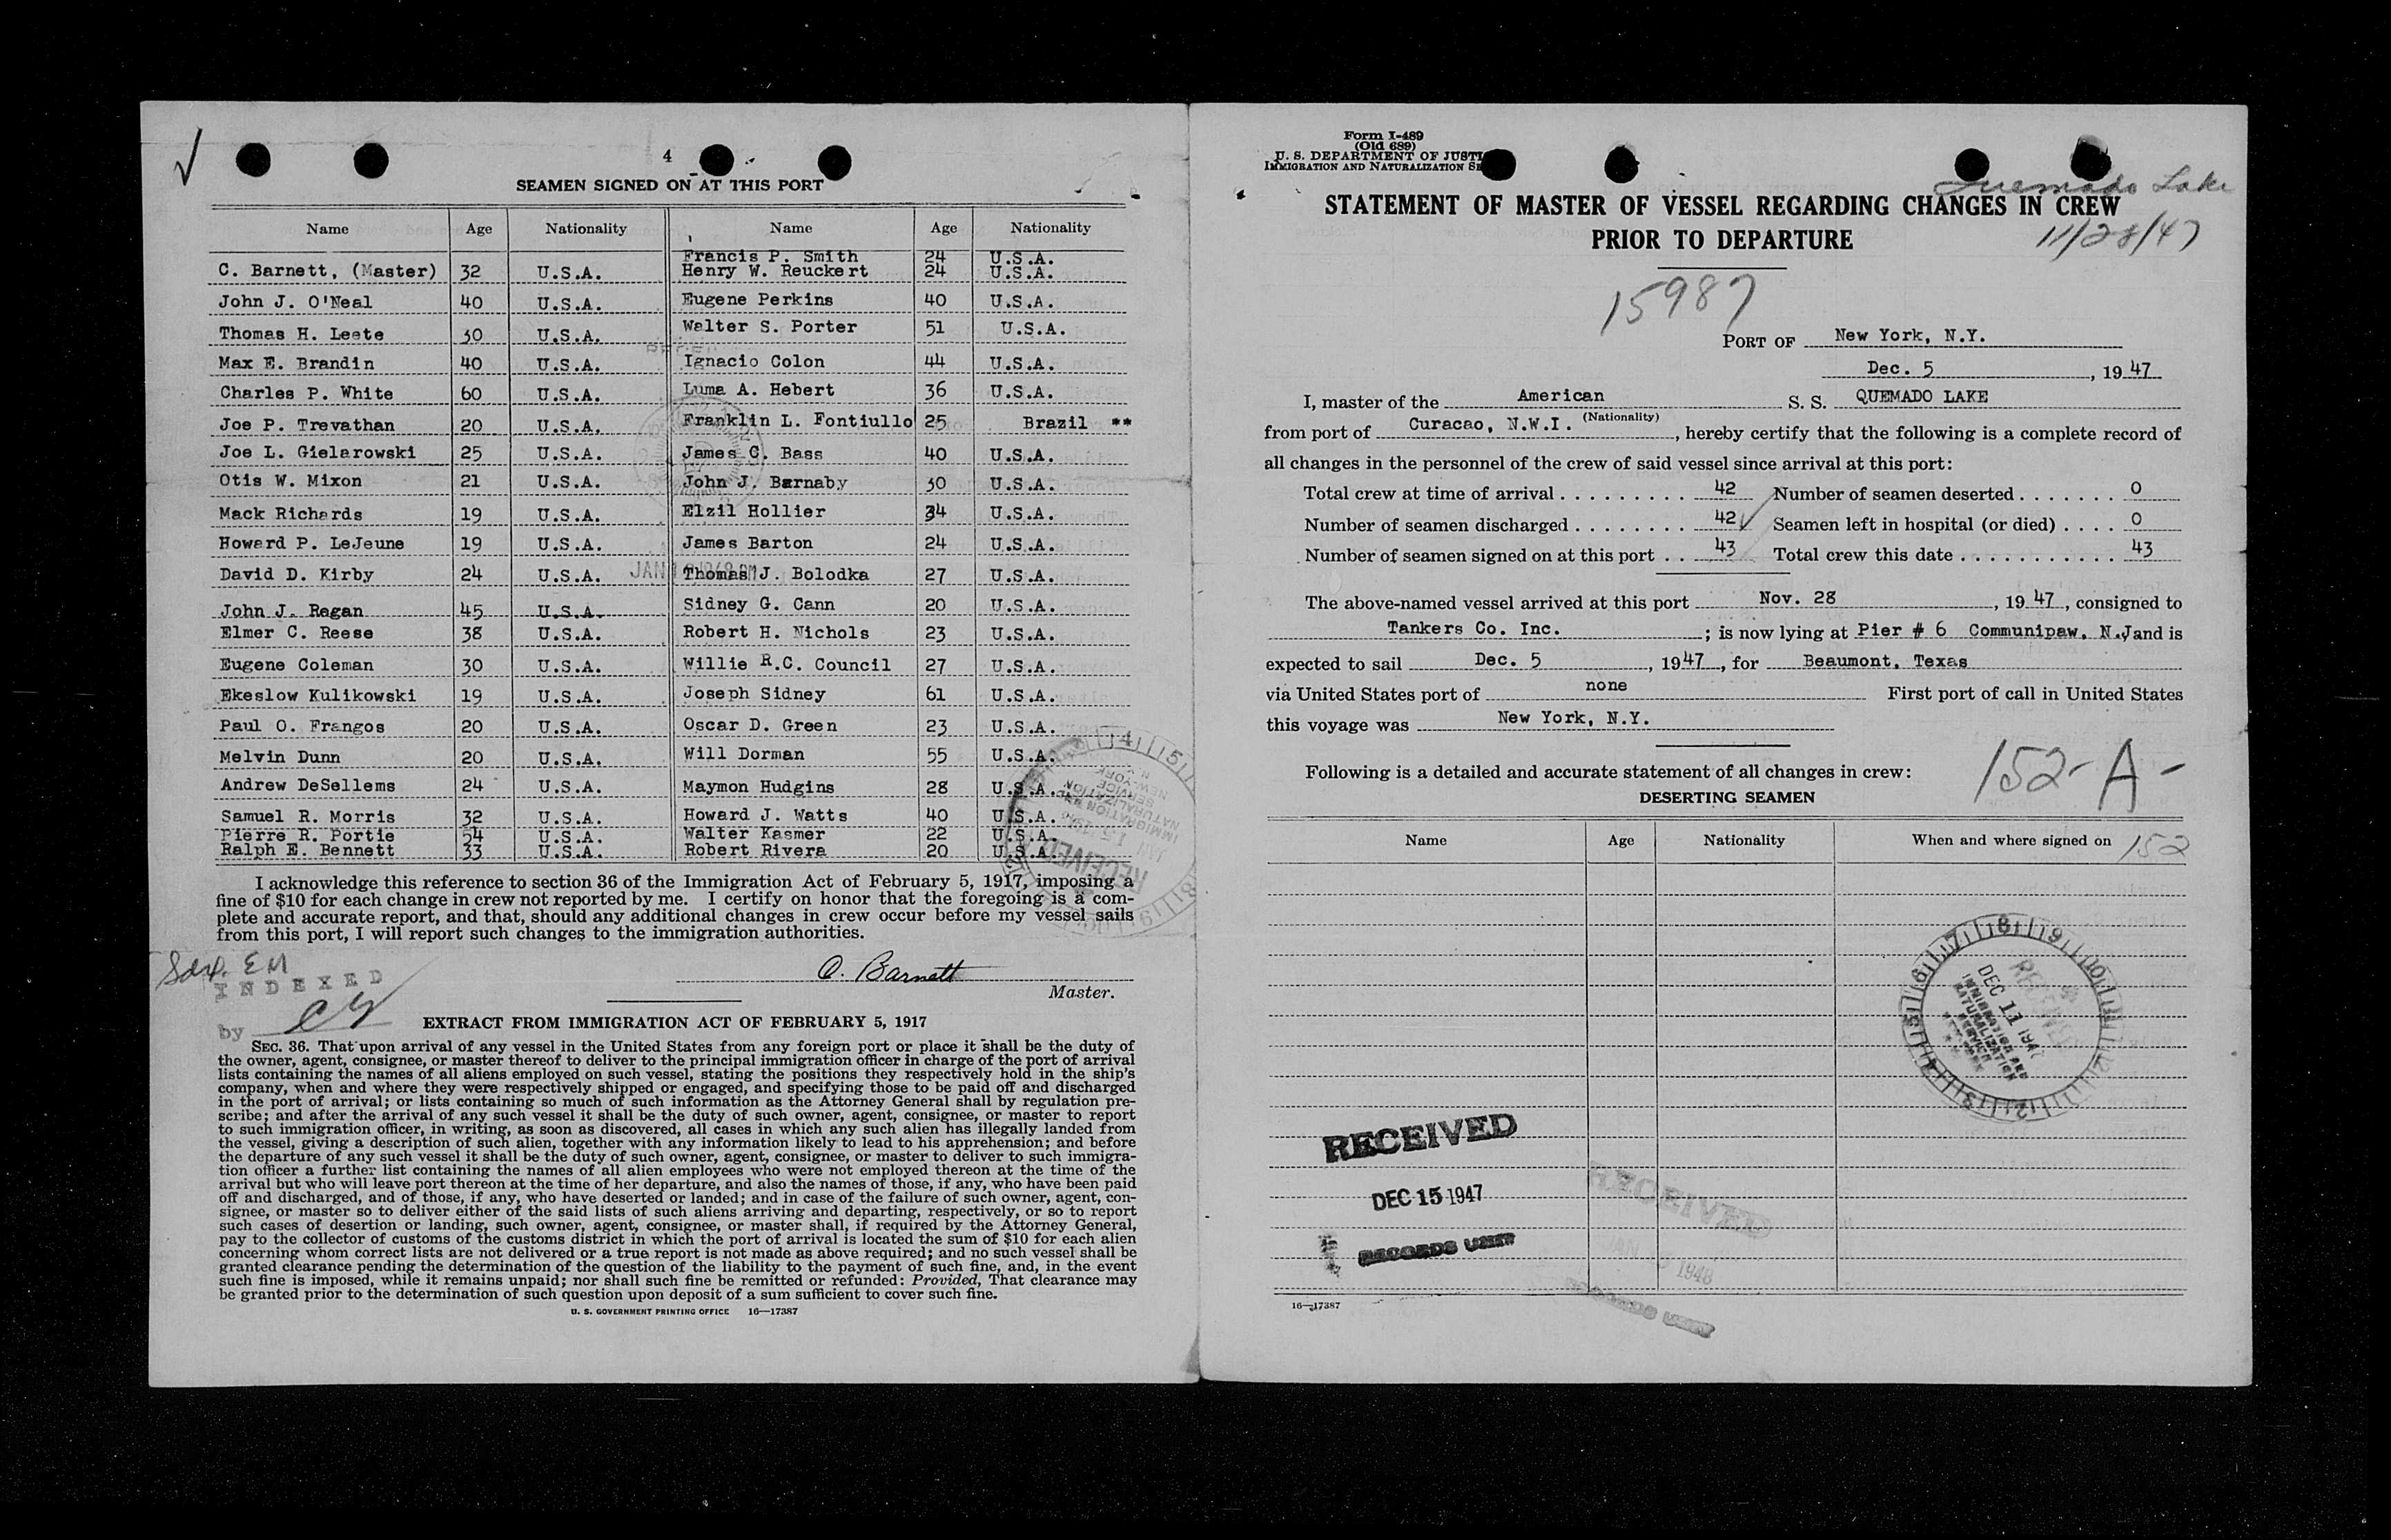 4
SEAMEN SIGNED ON AT THIS PORT
Name Age Nationality Name Age Nationality
Francis P. Smith 24 U.S.A.
C. Barnett, (Master) 32 U.S.A. Henry W. Reuckert 24 U.S.A.
John J. O'Neal 40 U.S.A. Eugene Perkins 40 U.S.A.
Thomas H. Leete 30 U.S.A. Walter S. Porter 51 U.S.A.
Max E. Brandin 40 U.S.A. Ignacio Colon 44 U.S.A.
Charles P. White 60 U.S.A. Luma A. Hebert 36 U.S.A.
Joe P. Trevathan 20 U.S.A. Franklin L. Fontiullo 25 Brazil **
Joe L. Gielarowski 25 U.S.A. James C. Bass 40 U.S.A.
Otis W. Mixon 21 U.S.A. John J. Barnaby 30 U.S.A.
Mack Richards 19 U.S.A. Elzil Hollier 34 U.S.A.
Howard P. LeJeune 19 U.S.A. James Barton 24 U.S.A.
David D. Kirby 24 U.S.A. Thomas J. Bolodka 27 U.S.A.
John J. Regan 45 U.S.A. Sidney G. Cann 20 U.S.A.
Elmer C. Reese 38 U.S.A. Robert H. Nichols 23 U.S.A.
Eugene Coleman 30 U.S.A. Willie R.C. Council 27 U.S.A.
Ekeslow Kulikowski 19 U.S.A. Joseph Sidney 61 U.S.A.
Paul O. Frangos 20 U.S.A. Oscar D. Green 23 U.S.A.
Melvin Dunn 20 U.S.A. Will Dorman 55 U.S.A.
Andrew DeSellems 24 U.S.A. Maymon Hudgins 28 U.S.A.
Samuel R. Morris 32 U.S.A. Howard J. Watts 40 U.S.A.
Pierre R. Portie 54 U.S.A. Walter Kasmer 22 U.S.A.
Ralph E. Bennett 33 U.S.A. Robert Rivera 20 U.S.A.
I acknowledge this reference to section 36 of the Immigration Act of February 5, 1917, imposing a
fine of $10 for each change in crew not reported by me. I certify on honor that the foregoing is a com-
plete and accurate report, and that, should any additional changes in crew occur before my vessel sails
from this port, I will report such changes to the immigration authorities.
EM
INDEXED
by
C. Barnett
Master.
EXTRACT FROM IMMIGRATION ACT OF FEBRUARY 5, 1917
SEC. 36. That upon arrival of any vessel in the United States from any foreign port or place it shall be the duty of
the owner, agent, consignee, or master thereof to deliver to the principal immigration officer in charge of the port of arrival
lists containing the names of all aliens employed on such vessel, stating the positions they respectively hold in the ship's
company, when and where they were respectively shipped or engaged, and specifying those to be paid off and discharged
in the port of arrival; or lists containing so much of such information as the Attorney General shall by regulation pre-
scribe; and after the arrival of any such vessel it shall be the duty of such owner, agent, consignee, or master to report
to such immigration officer, in writing, as soon as discovered, all cases in which any such alien has illegally landed from
the vessel, giving a description of such alien, together with any information likely to lead to his apprehension; and before
the departure of any such vessel it shall be the duty of such owner, agent, consignee, or master to deliver to such immigra-
tion officer a further list containing the names of all alien employees who were not employed thereon at the time of the
arrival but who will leave port thereon at the time of her departure, and also the names of those, if any, who have been paid
off and discharged, and of those, if any, who have deserted or landed; and in case of the failure of such owner, agent, con-
signee, or master so to deliver either of the said lists of such aliens arriving and departing, respectively, or so to report
such cases of desertion or landing, such owner, agent, consignee, or master shall, if required by the Attorney General,
pay to the collector of customs of the customs district in which the port of arrival is located the sum of $10 for each alien
concerning whom correct lists are not delivered or a true report is not made as above required; and no such vessel shall be
granted clearance pending the determination of the question of the liability to the payment of such fine, and, in the event
such fine is imposed, while it remains unpaid; nor shall such fine be remitted or refunded: Provided, That clearance may
be granted prior to the determination of such question upon deposit of a sum sufficient to cover such fine.
U. S. GOVERNMENT PRINTING OFFICE 16—17387
Form I-489
(Old 689)
U. S. DEPARTMENT OF JUSTI
IMMIGRATION AND NATURALIZATION SE
Quemado Lake
11/28/47
STATEMENT OF MASTER OF VESSEL REGARDING CHANGES IN CREW
PRIOR TO DEPARTURE
15987
PORT OF New York, N.Y.
Dec. 5, 1947
I, master of the American S. S. QUEMADO LAKE
(Nationality)
from port of Curacao, N.W.I., hereby certify that the following is a complete record of
all changes in the personnel of the crew of said vessel since arrival at this port:
Total crew at time of arrival 42 Number of seamen deserted 0
Number of seamen discharged 42 Seamen left in hospital (or died) 0
Number of seamen signed on at this port 43 Total crew this date 43
The above-named vessel arrived at this port Nov. 28, 1947, consigned to
Tankers Co. Inc.; is now lying at Pier # 6 Communipaw, N.J and is
expected to sail Dec. 5, 1947, for Beaumont, Texas
via United States port of none First port of call in United States
this voyage was New York, N.Y.
152-A-
Following is a detailed and accurate statement of all changes in crew:
DESERTING SEAMEN
Name Age Nationality When and where signed on 152
RECEIVED
DEC 11 194
IMMIGRATION AND
NATURALIZATION
SERVICE
RECEIVED
DEC 15 1947
RECORDS UNIT
RECEIVED
JAN 1948
RECORDS UNIT
16—17387